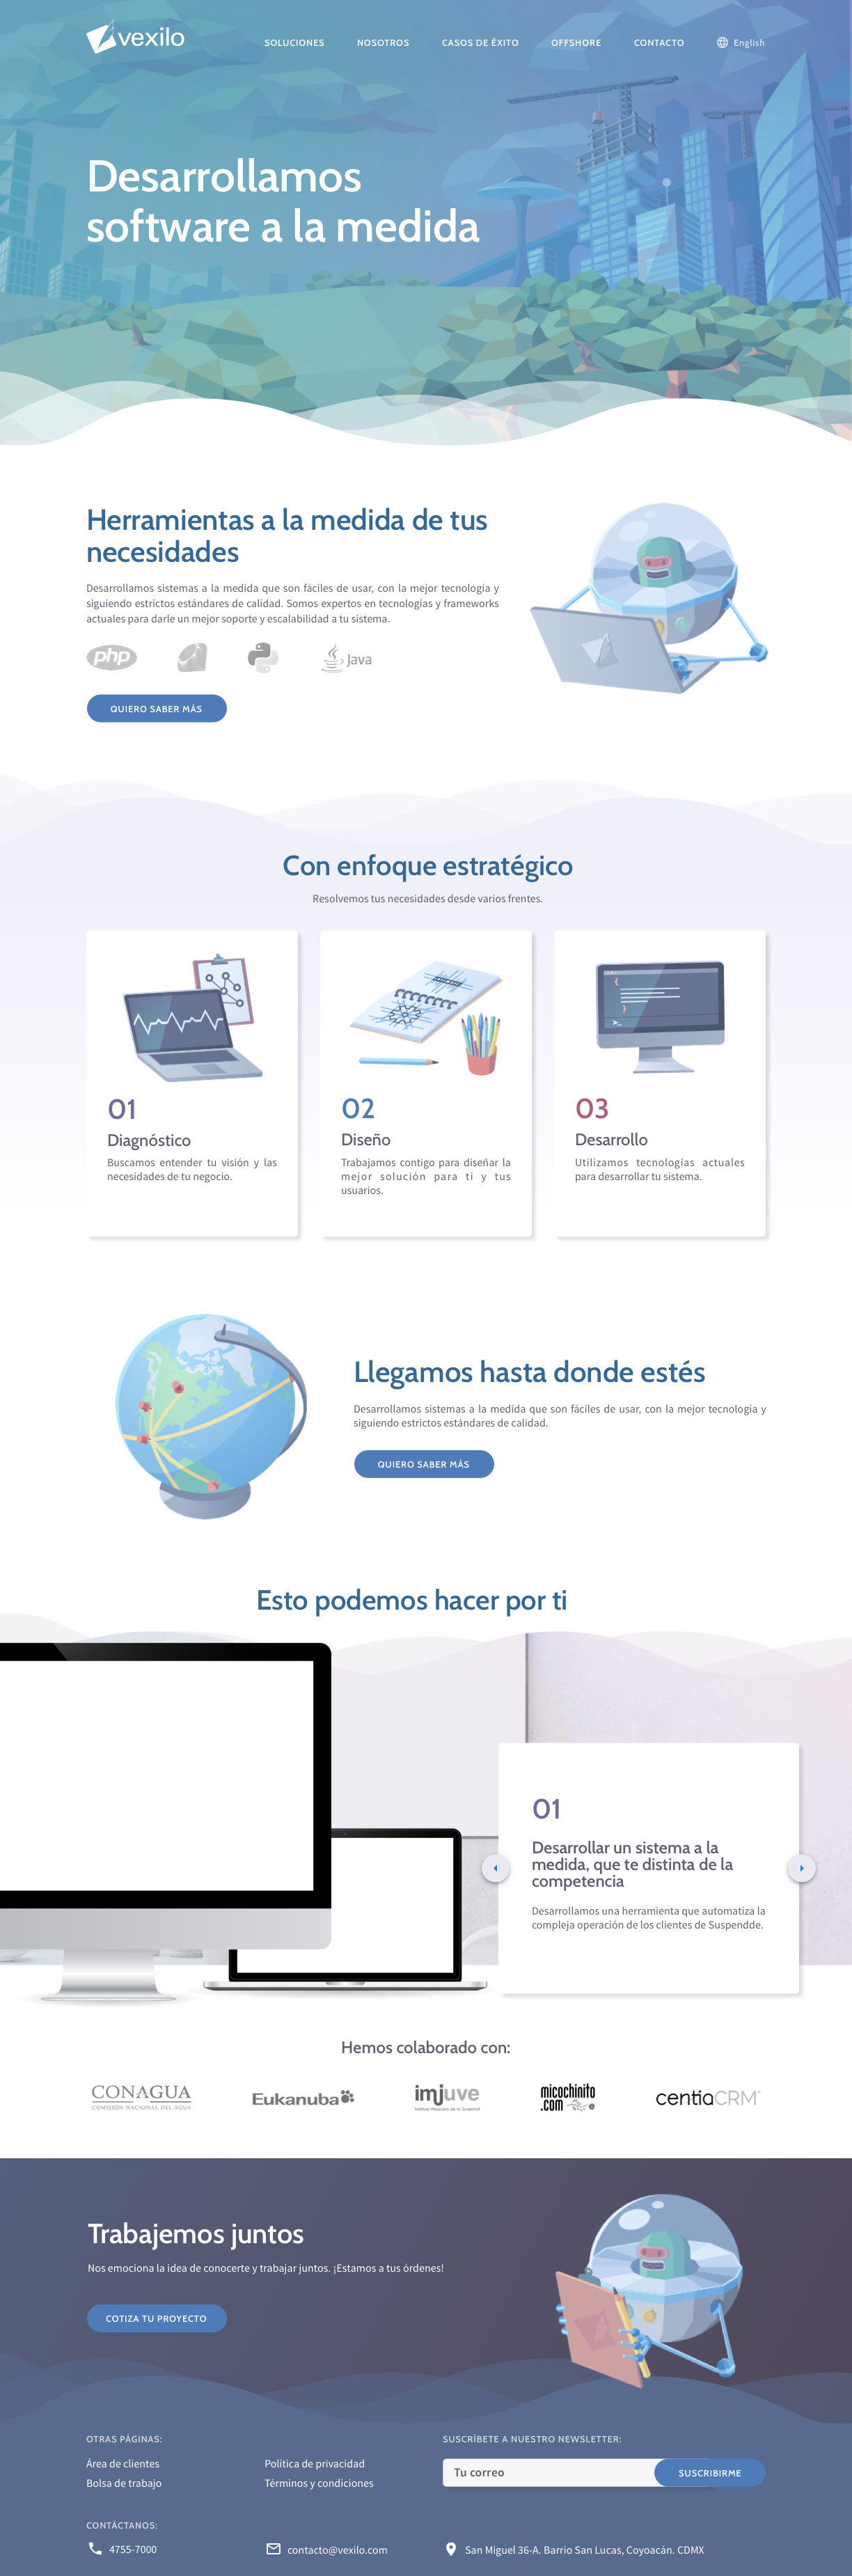 vexilo
SOLUCIONES
NOSOTROS
CASOS DE ÉXITO
OFFSHORE
CONTACTO
English
Desarrollamos
software a la medida
Herramientas a la medida de tus
necesidades
Desarrollamos sistemas a la medida que son fáciles de usar, con la mejor tecnología y
siguiendo estrictos estándares de calidad. Somos expertos en tecnologías y frameworks
actuales para darle un mejor soporte y escalabilidad a tu sistema.
php
Java
QUIERO SABER MÁS
Con enfoque estratégico
Resolvemos tus necesidades desde varios frentes.
01
Diagnóstico
Buscamos entender tu visión y las
necesidades de tu negocio.
02
Diseño
Trabajamos contigo para diseñar la
mejor solución para ti y tus
usuarios.
03
Desarrollo
Utilizamos tecnologías actuales
para desarrollar tu sistema.
Llegamos hasta donde estés
Desarrollamos sistemas a la medida que son fáciles de usar, con la mejor tecnología y
siguiendo estrictos estándares de calidad.
QUIERO SABER MÁS
Esto podemos hacer por ti
01
Desarrollar un sistema a la
medida, que te distinta de la
competencia
Desarrollamos una herramienta que automatiza la
compleja operación de los clientes de Suspendde.
Hemos colaborado con:
CONAGUA
COMISIÓN NACIONAL DEL AGUA
Eukanuba
imjuve
Instituto Mexicano de la Juventud
micochinito
.com
centiaCRM
Trabajemos juntos
Nos emociona la idea de conocerte y trabajar juntos. ¡Estamos a tus órdenes!
COTIZA TU PROYECTO
OTRAS PÁGINAS:
Área de clientes
Bolsa de trabajo
Política de privacidad
Términos y condiciones
SUSCRÍBETE A NUESTRO NEWSLETTER:
Tu correo
SUSCRIBIRME
CONTÁCTANOS:
4755-7000
contacto@vexilo.com
San Miguel 36-A. Barrio San Lucas, Coyoacán. CDMX